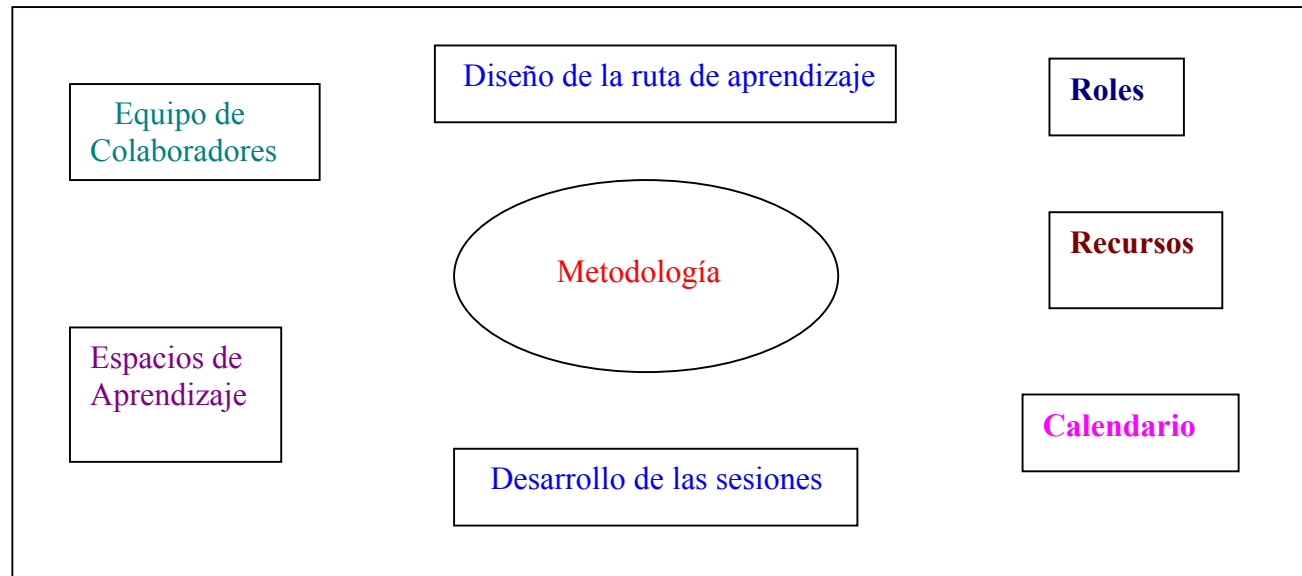 Diseño de la ruta de aprendizaje
Roles
Equipo de
Colaboradores
Recursos
Metodología
Espacios de
Aprendizaje
Calendario
Desarrollo de las sesiones